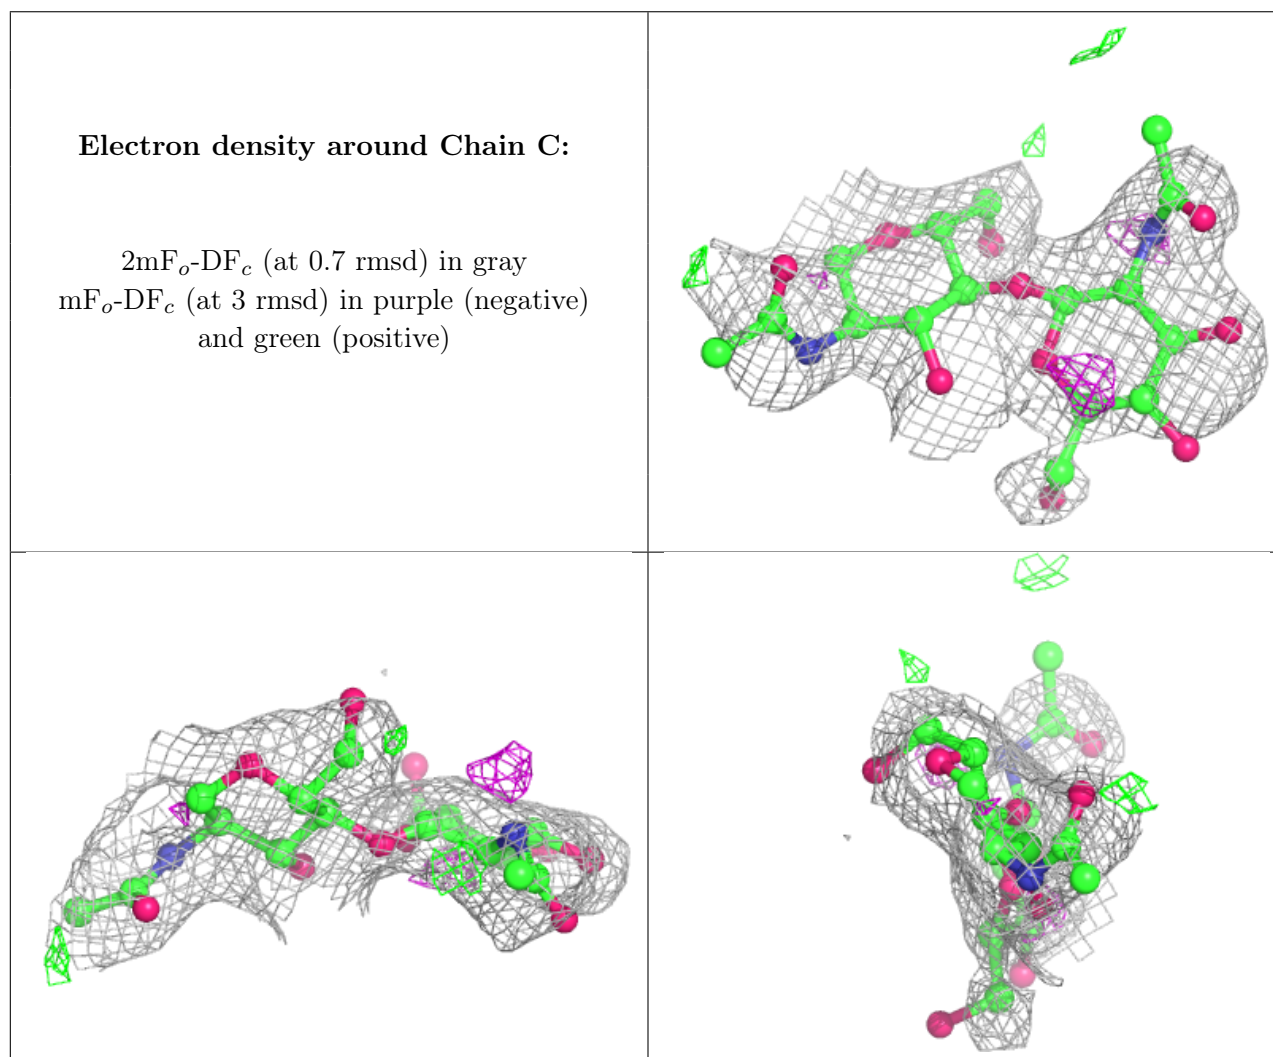 Electron density around Chain C:
2mFₒ-DF𝒸 (at 0.7 rmsd) in gray
mFₒ-DF𝒸 (at 3 rmsd) in purple (negative)
and green (positive)